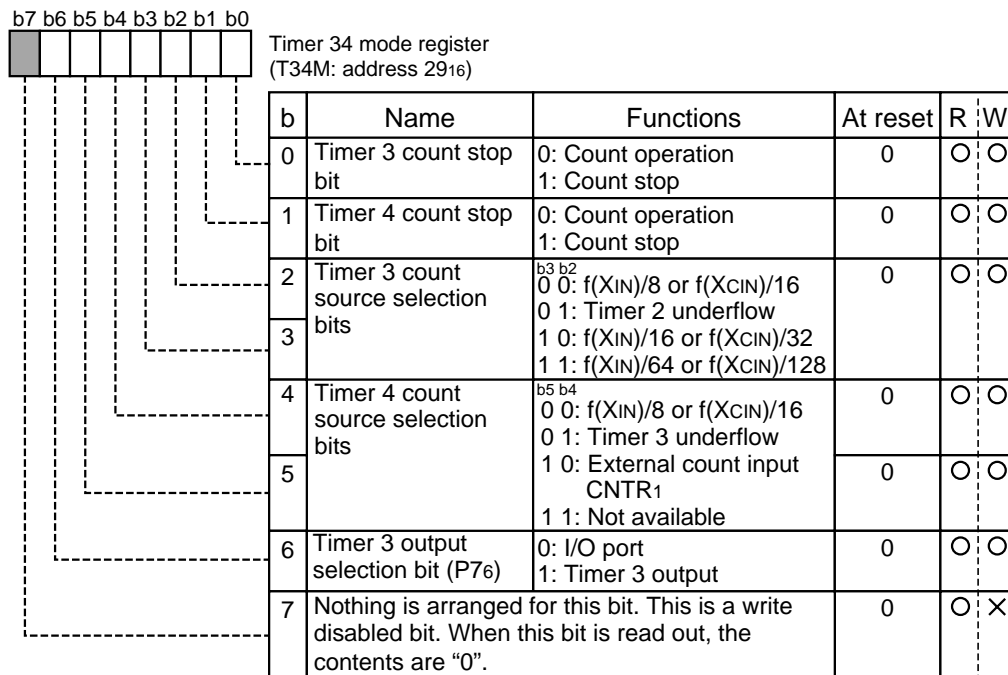 b7 b6 b5 b4 b3 b2 b1 b0
Timer 34 mode register
(T34M: address 2916)
b Name Functions At reset R W
0 Timer 3 count stop bit 0: Count operation 0 O O
1: Count stop
1 Timer 4 count stop bit 0: Count operation 0 O O
1: Count stop
2 Timer 3 count source selection bits b3 b2 0 O O
0 0: f(XIN)/8 or f(XCIN)/16
0 1: Timer 2 underflow
3 1 0: f(XIN)/16 or f(XCIN)/32
1 1: f(XIN)/64 or f(XCIN)/128
4 Timer 4 count source selection bits b5 b4 0 O O
0 0: f(XIN)/8 or f(XCIN)/16
0 1: Timer 3 underflow
5 1 0: External count input 0 O O
CNTR1
1 1: Not available
6 Timer 3 output selection bit (P76) 0: I/O port 0 O O
1: Timer 3 output
7 Nothing is arranged for this bit. This is a write 0 O ×
disabled bit. When this bit is read out, the
contents are “0”.